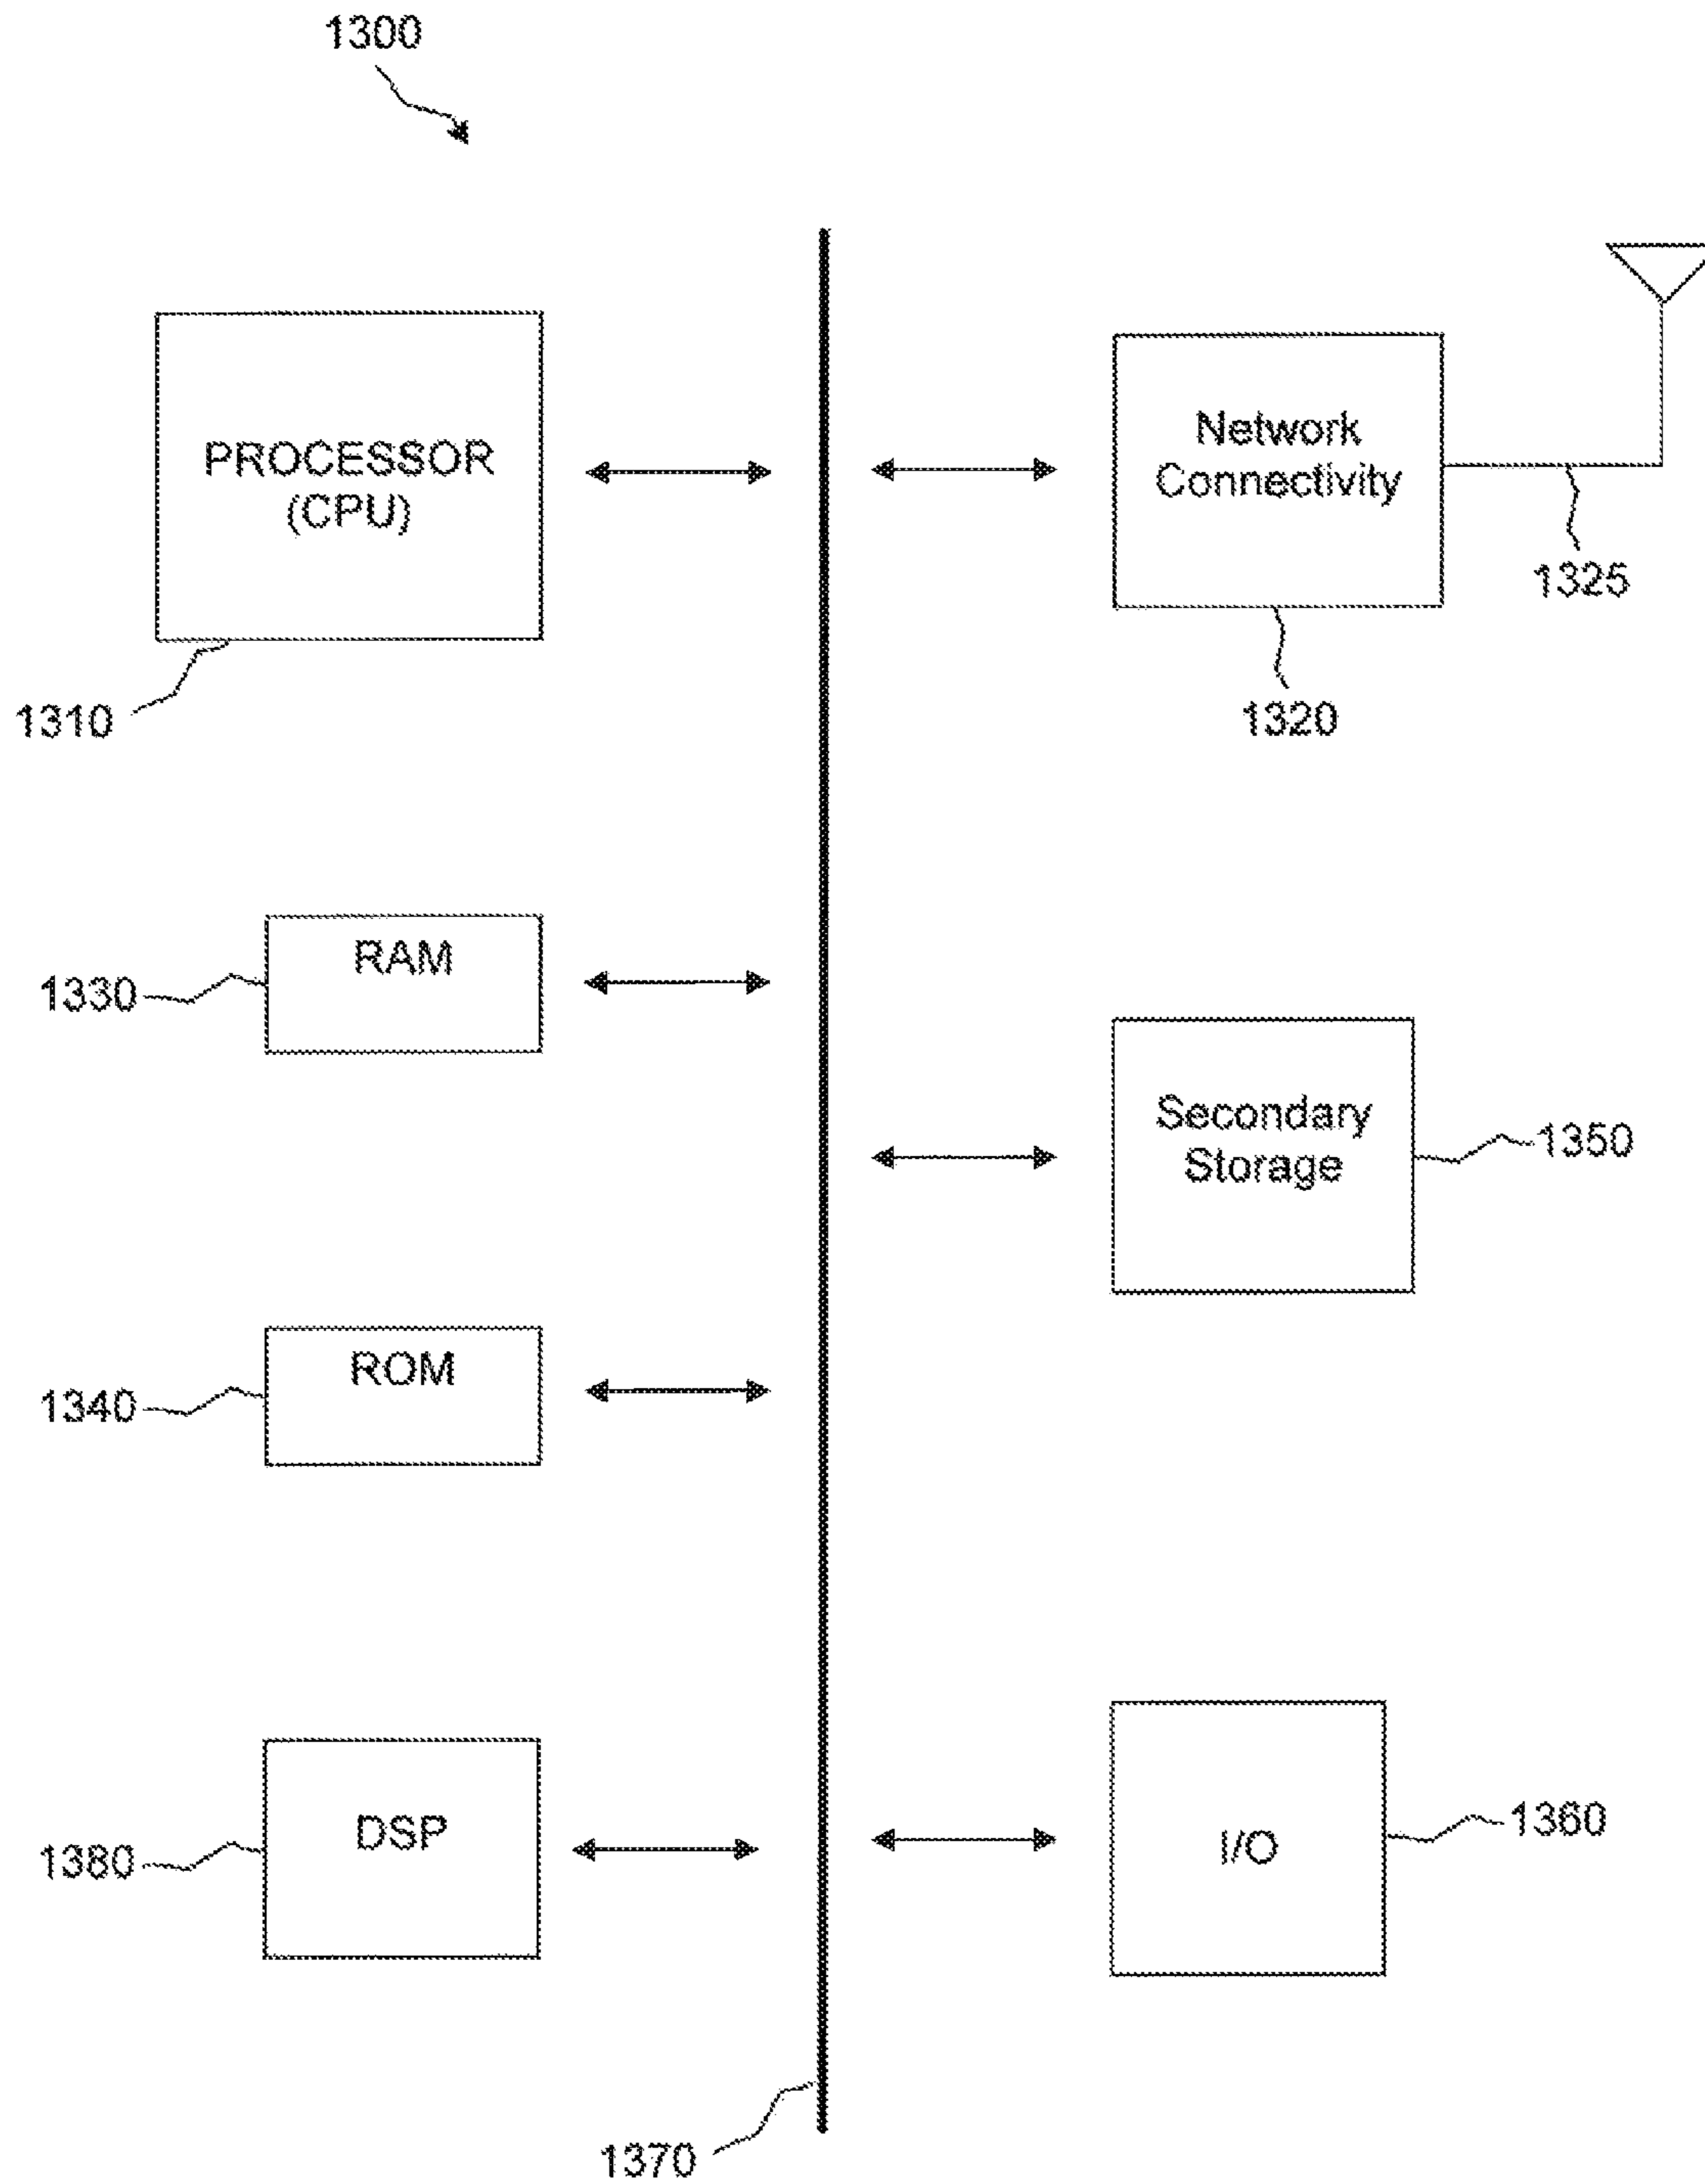 1300
PROCESSOR
(CPU)
Network
Connectivity
1325
1310
1320
RAM
1330
Secondary
Storage
1350
ROM
1340
DSP
1380
I/O
1360
1370